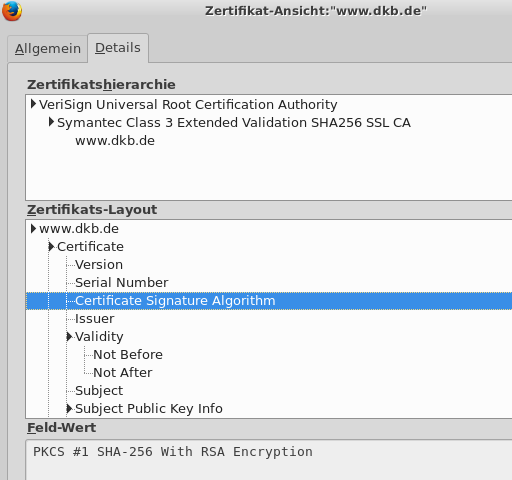 Zertifikat-Ansicht:"www.dkb.de"
Allgemein
Details
Zertifikatshierarchie
VeriSign Universal Root Certification Authority
Symantec Class 3 Extended Validation SHA256 SSL CA
www.dkb.de
Zertifikats-Layout
www.dkb.de
Certificate
Version
Serial Number
Certificate Signature Algorithm
Issuer
Validity
Not Before
Not After
Subject
Subject Public Key Info
Feld-Wert
PKCS #1 SHA-256 With RSA Encryption